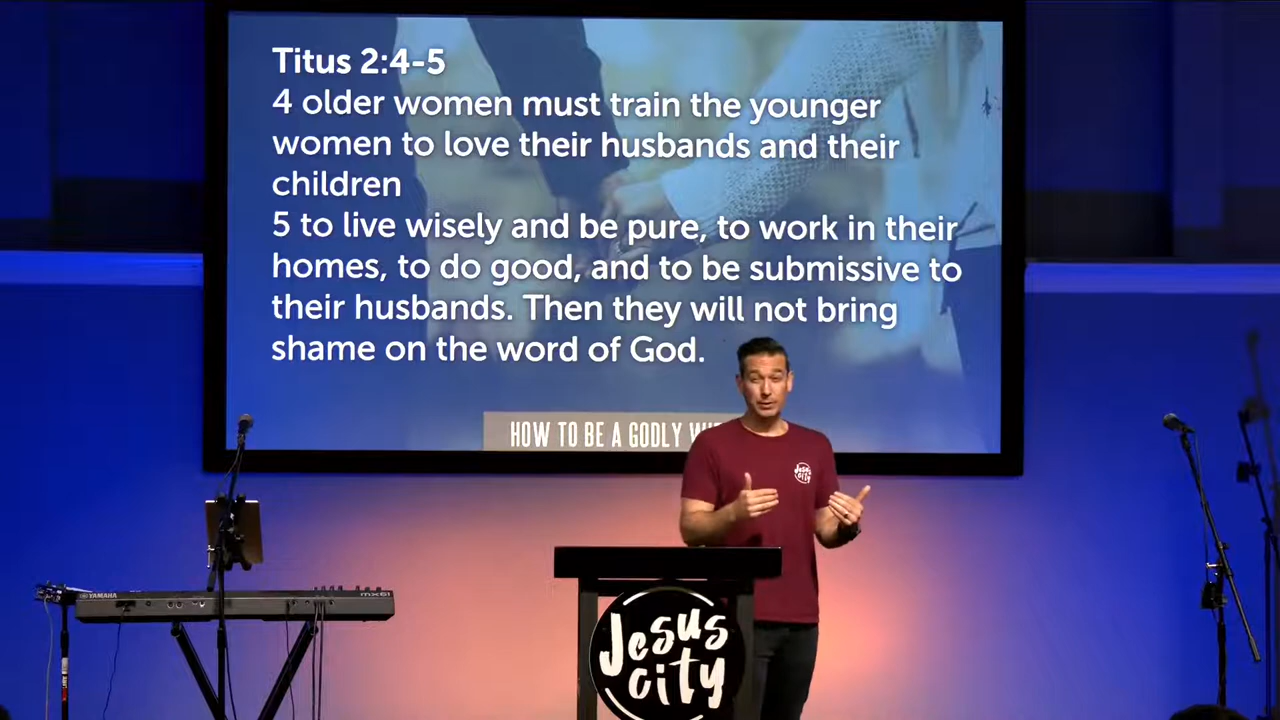 Titus 2:4-5
4 older women must train the younger
women to love their husbands and their
children
5 to live wisely and be pure, to work in their
homes, to do good, and to be submissive to
their husbands. Then they will not bring
shame on the word of God.
HOW TO BE A GODLY
Jesus
city
YAMAHA
mx61
Jesus
city